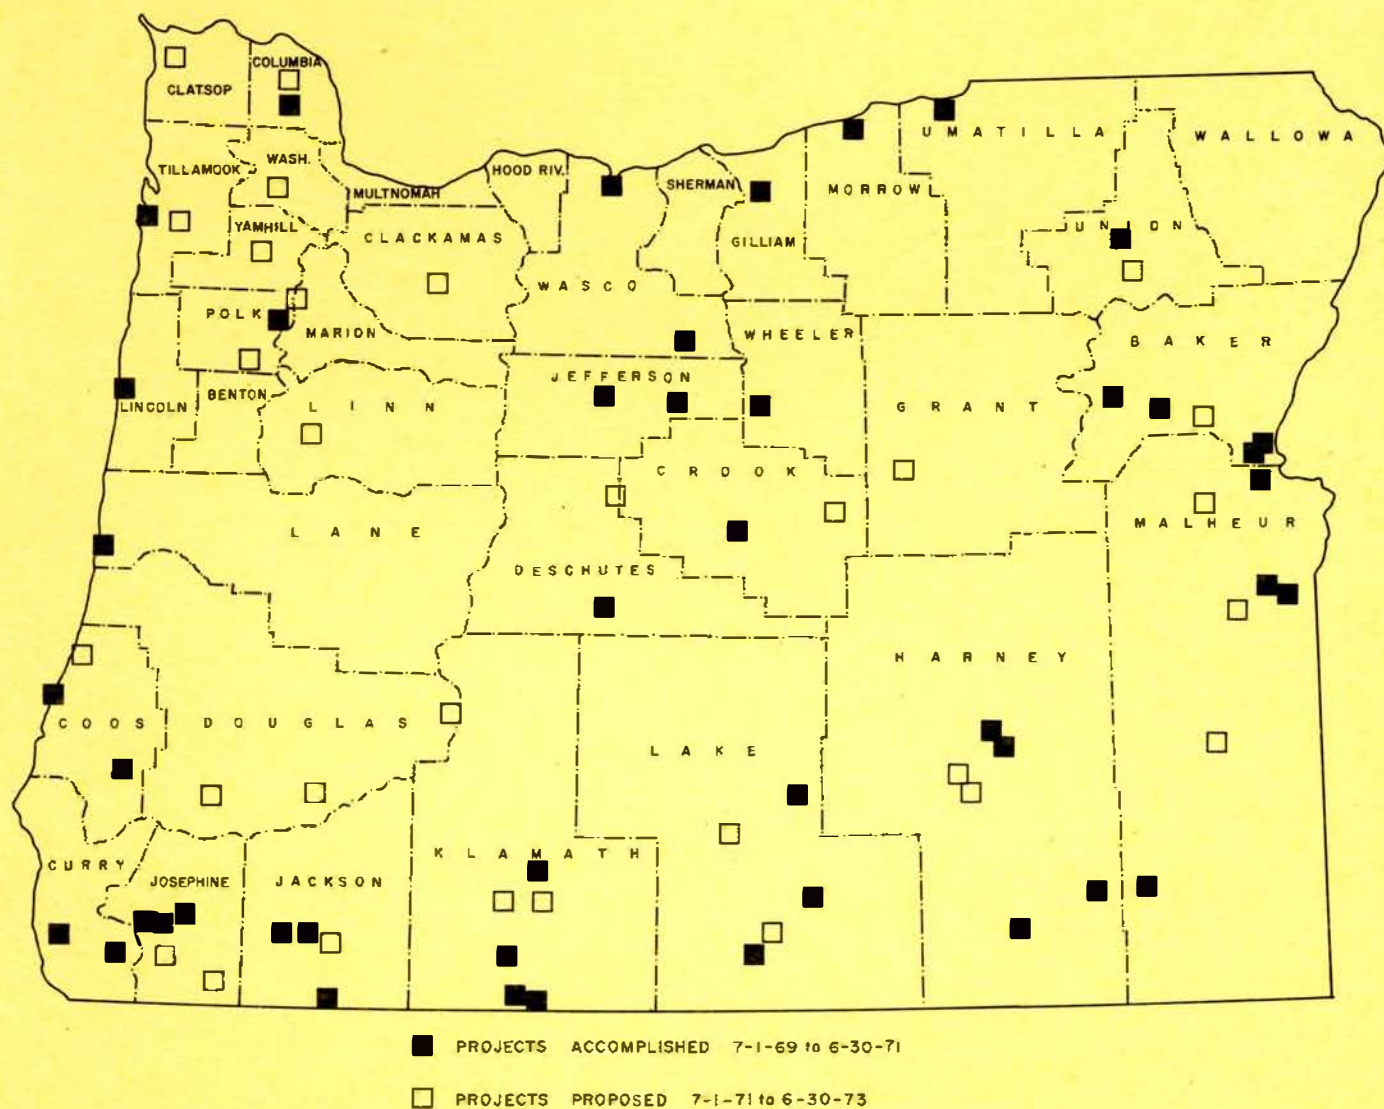 COLUMBIA
CLATSOP
TILLAMOOK
WASH.
MULTNOMAH
HOOD RIV.
SHERMAN
UMATILLA
WALLOWA
MORROW
YAMHILL
CLACKAMAS
GILLIAM
UNION
WASCO
POLK
MARION
WHEELER
BAKER
JEFFERSON
LINCOLN
BENTON
LINN
GRANT
CROOK
LANE
MALHEUR
DESCHUTES
HARNEY
COOS
DOUGLAS
LAKE
CURRY
JOSEPHINE
JACKSON
KLAMATH
PROJECTS ACCOMPLISHED 7-1-69 to 6-30-71
PROJECTS PROPOSED 7-1-71 to 6-30-73